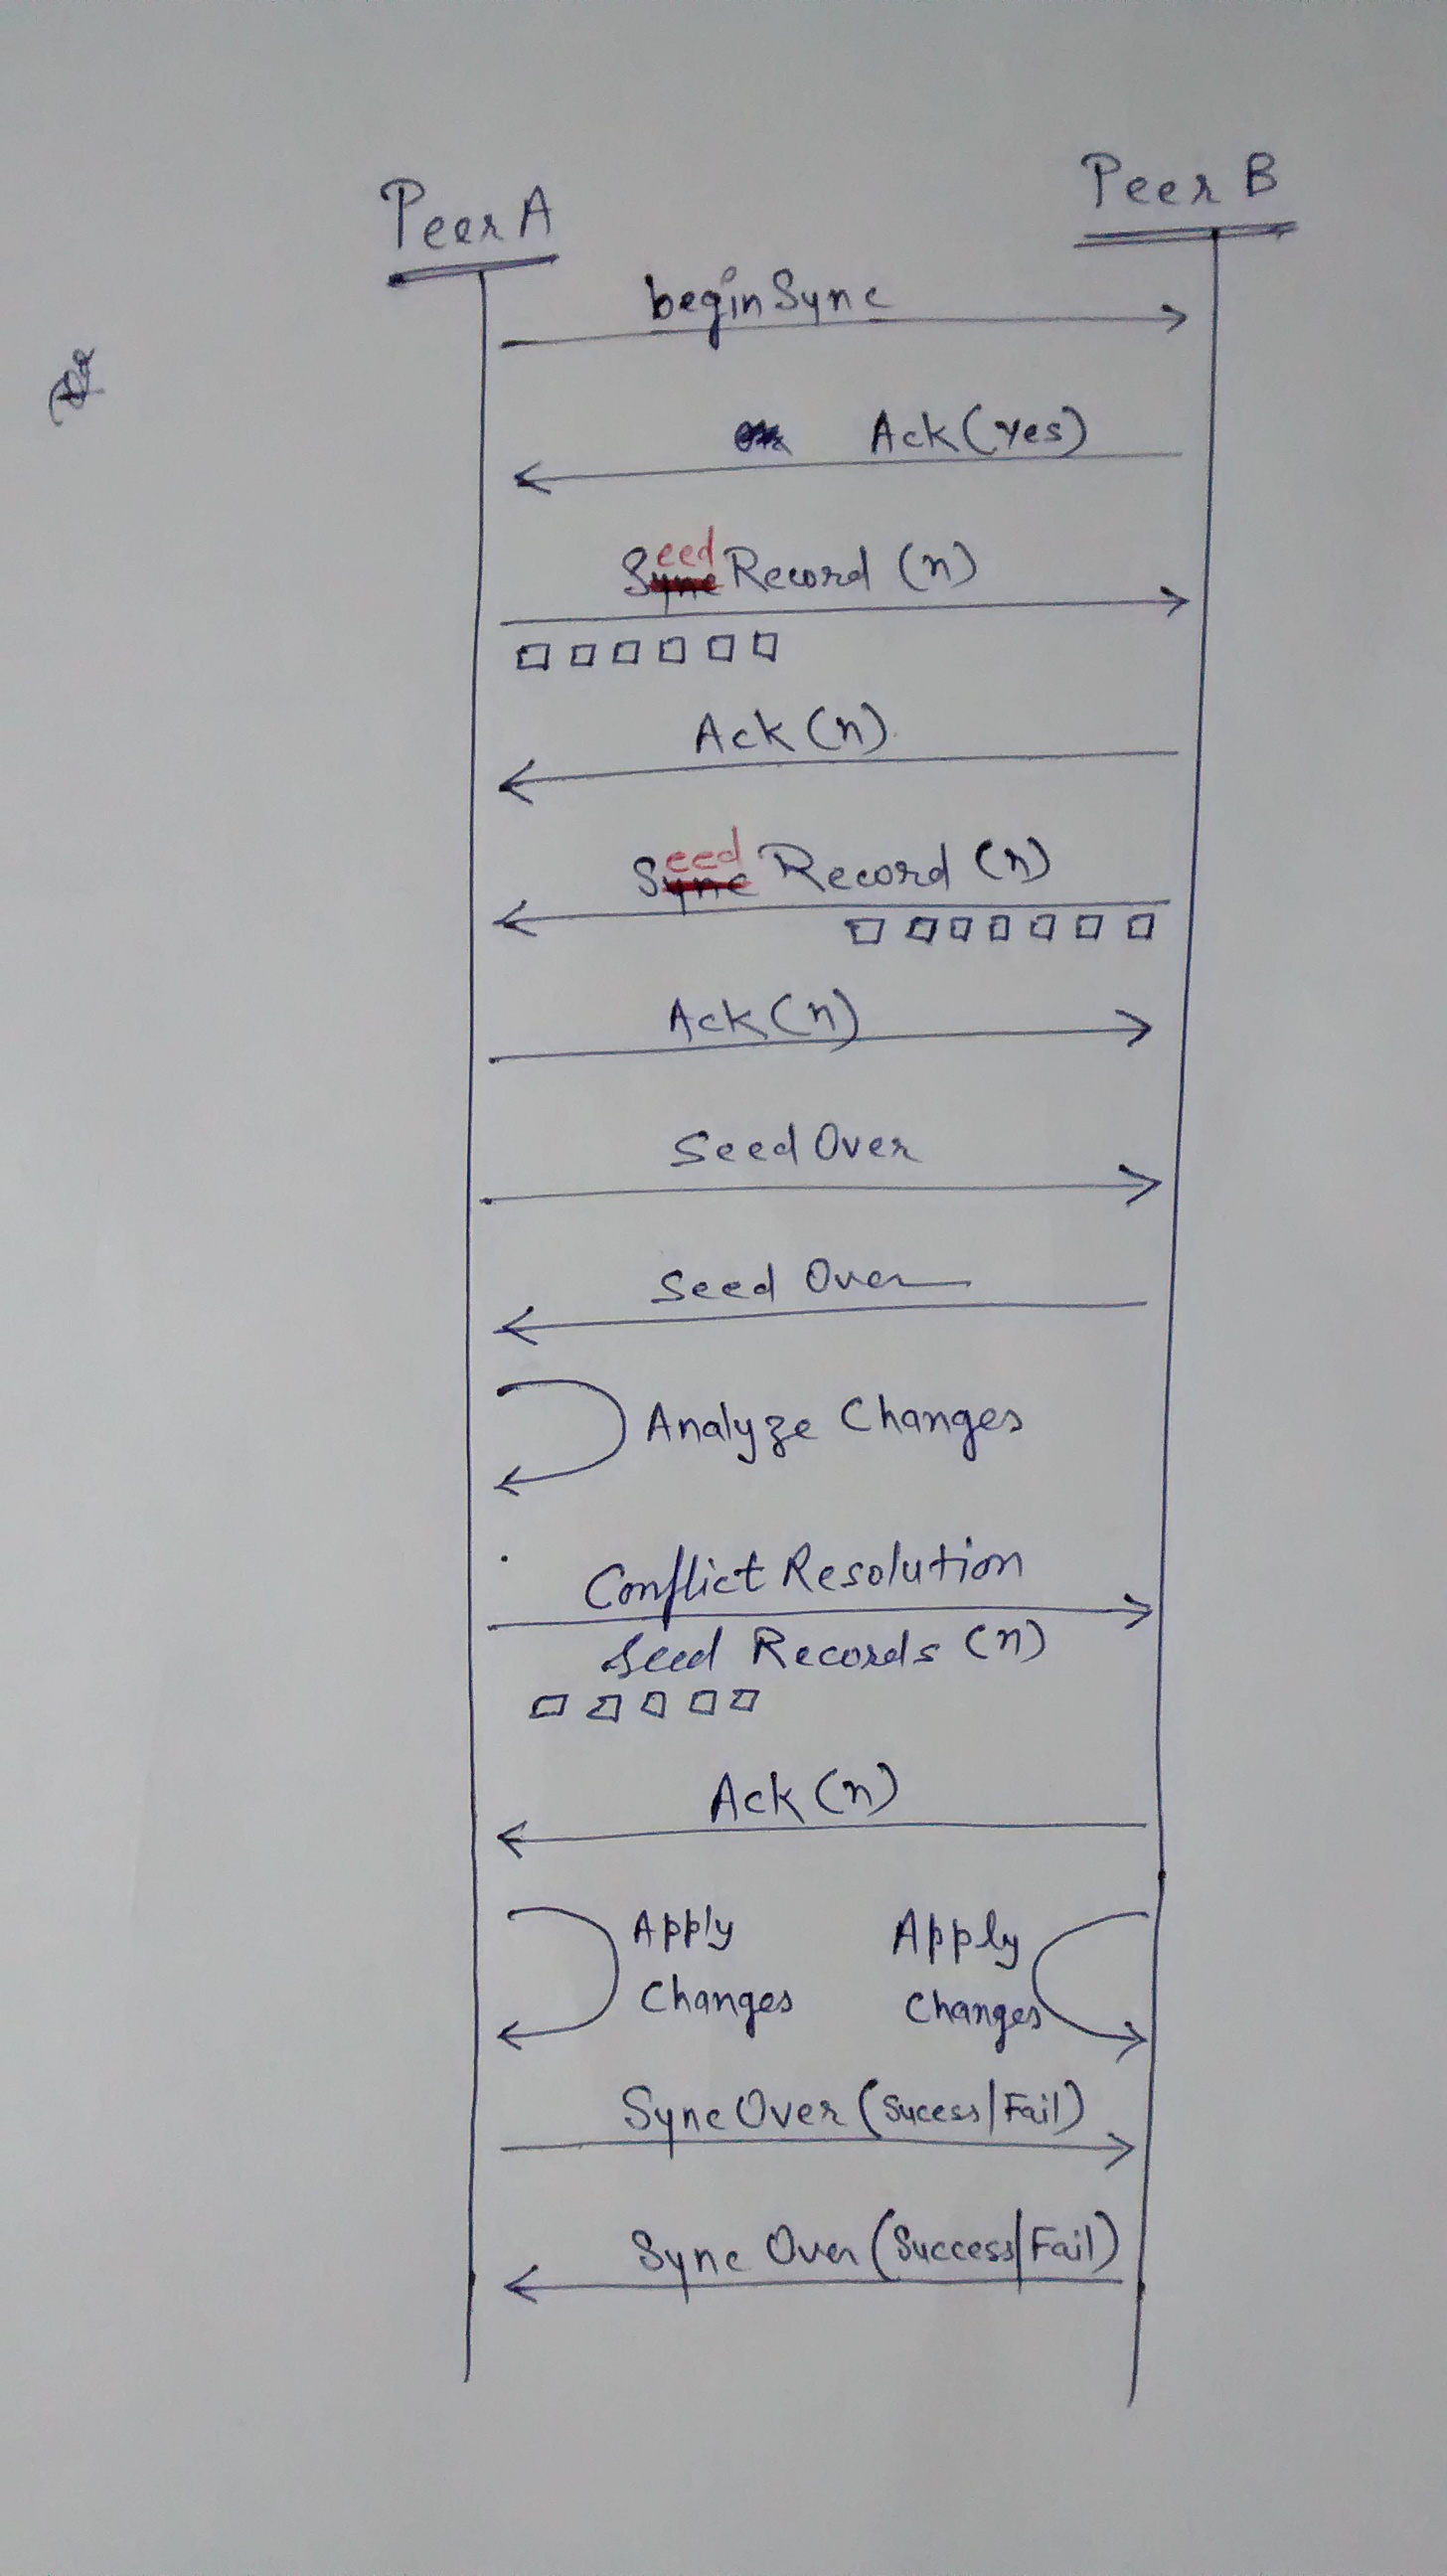 Peer A
Peer B
beginSync
Ack (Yes)
Seed Record (n)
Ack (n)
Seed Record (n)
Ack (n)
Seed Over
Seed Over
Analyze Changes
Conflict Resolution
Seed Records (n)
Ack (n)
Apply
Changes
Apply
Changes
Sync Over (Sucess/Fail)
Sync Over (Success/Fail)